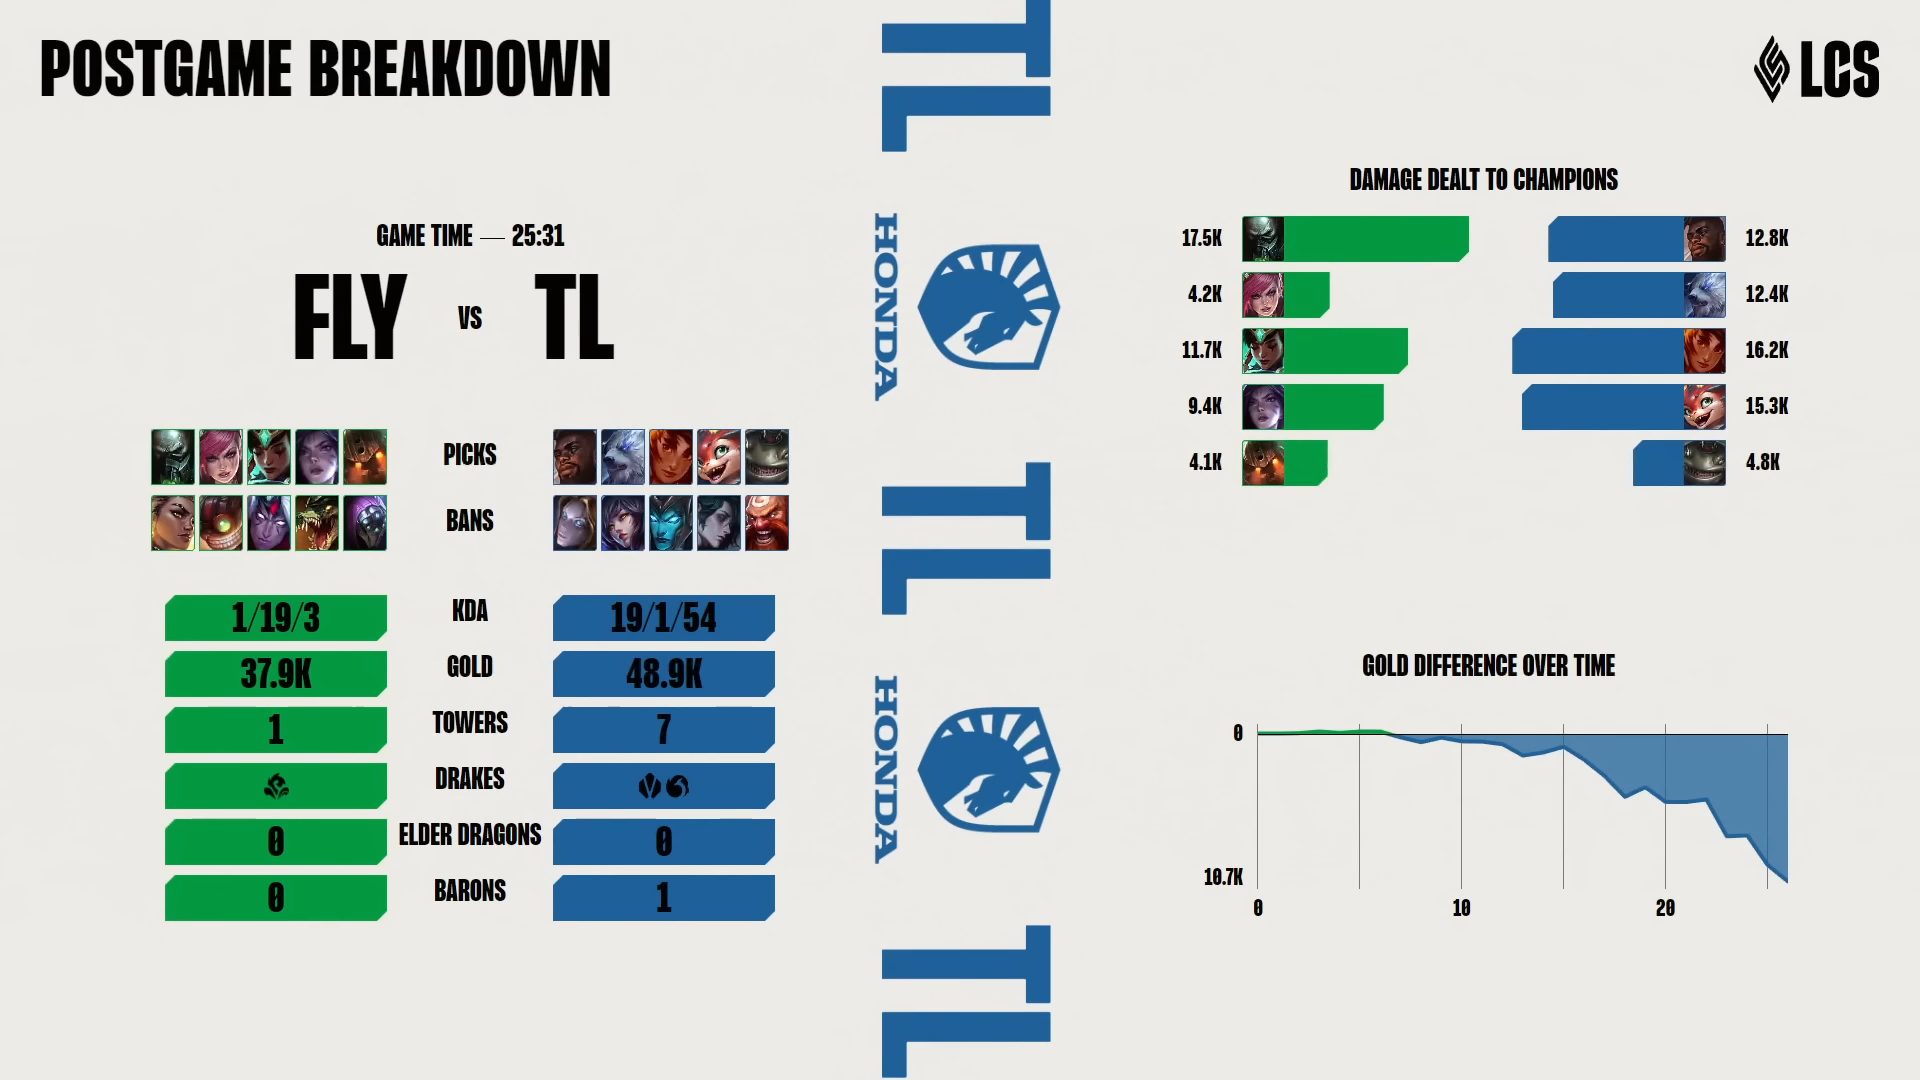 POSTGAME BREAKDOWN
LCS
GAME TIME — 25:31
FLY VS TL
PICKS
BANS
1/19/3 KDA 19/1/54
37.9K GOLD 48.9K
1 TOWERS 7
DRAKES
0 ELDER DRAGONS 0
0 BARONS 1
TL
HONDA
TL
HONDA
TL
DAMAGE DEALT TO CHAMPIONS
17.5K 12.8K
4.2K 12.4K
11.7K 16.2K
9.4K 15.3K
4.1K 4.8K
GOLD DIFFERENCE OVER TIME
0
10.7K
0 10 20